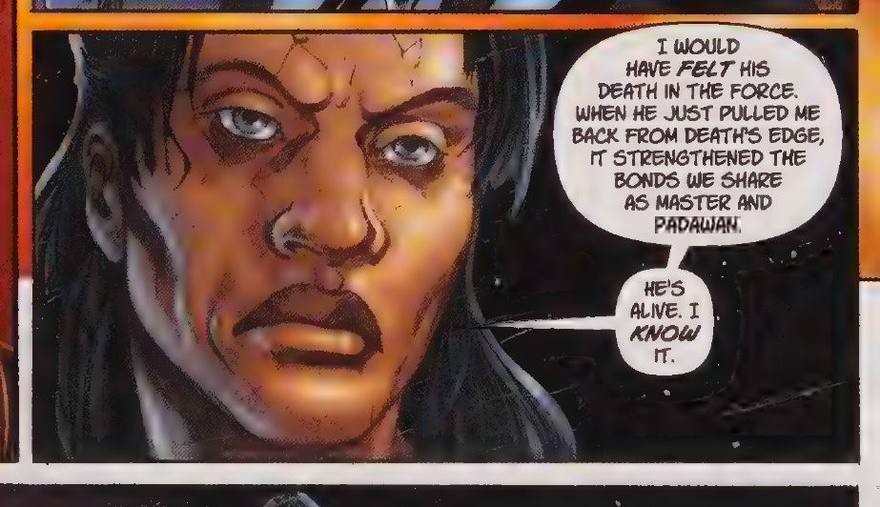 I WOULD
HAVE FELT HIS
DEATH IN THE FORCE.
WHEN HE JUST PULLED ME
BACK FROM DEATH'S EDGE,
IT STRENGTHENED THE
BONDS WE SHARE
AS MASTER AND
PADAWAN.
HE'S
ALIVE. I
KNOW
IT.